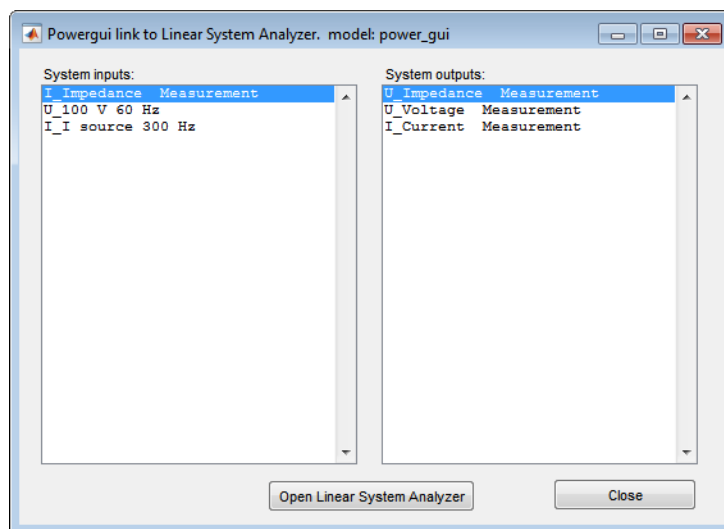 Powergui link to Linear System Analyzer.  model: power_gui
System inputs:
I_Impedance  Measurement
U_100 V 60 Hz
I_I source 300 Hz
System outputs:
U_Impedance  Measurement
U_Voltage  Measurement
I_Current  Measurement
Open Linear System Analyzer
Close